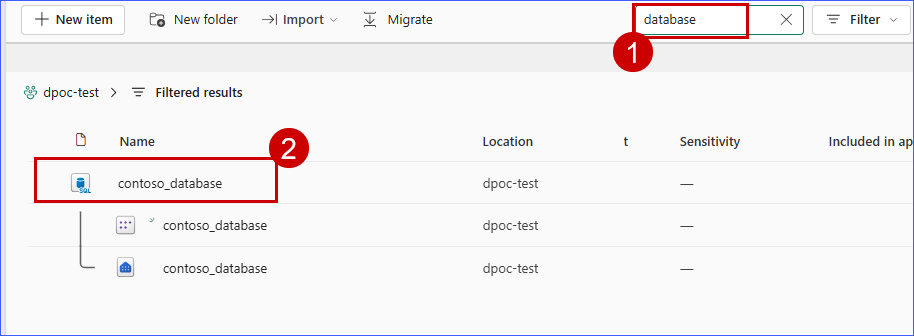 + New item New folder Import Migrate database Filter
1
dpoc-test > Filtered results
2
Name Location t Sensitivity Included in ap
SQL contoso_database dpoc-test —
contoso_database dpoc-test —
contoso_database dpoc-test —